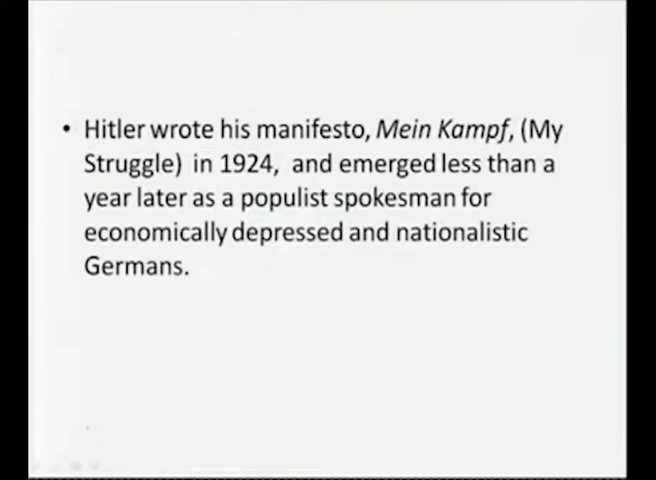 • Hitler wrote his manifesto, Mein Kampf, (My
Struggle) in 1924, and emerged less than a
year later as a populist spokesman for
economically depressed and nationalistic
Germans.